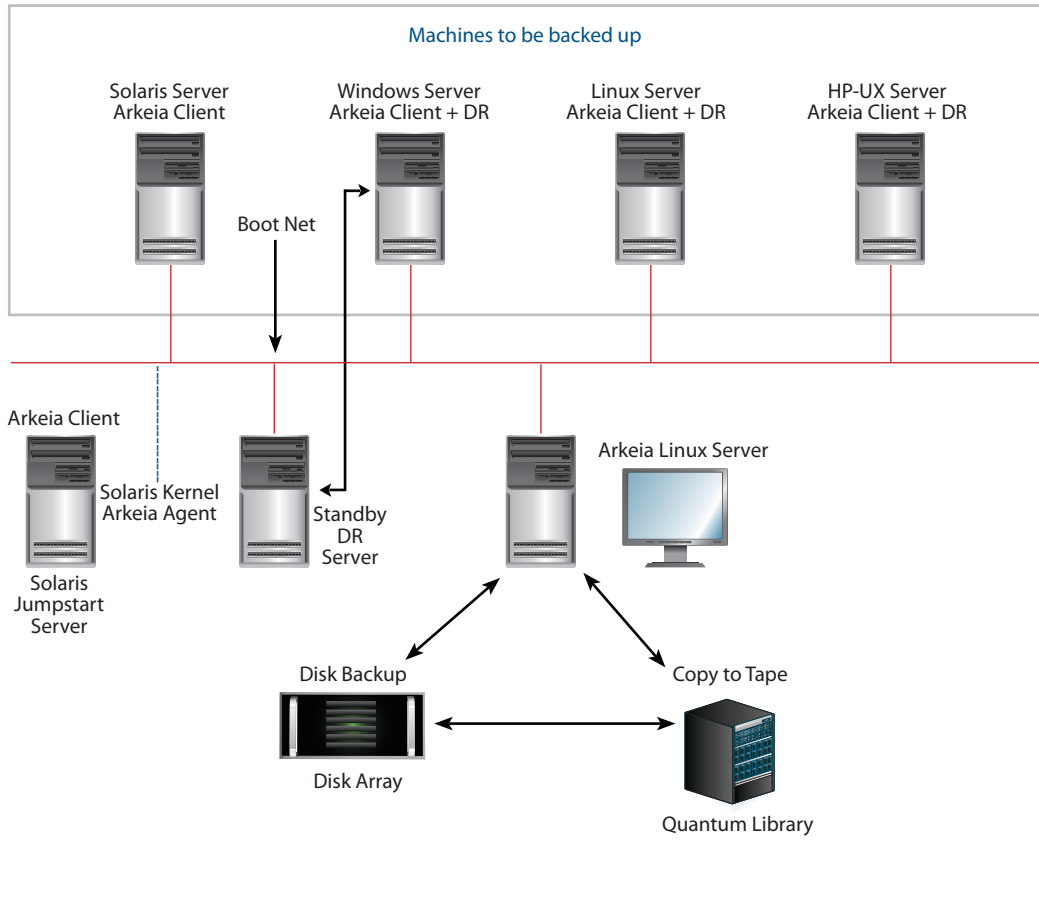 Machines to be backed up
Solaris Server
Arkeia Client
Windows Server
Arkeia Client + DR
Linux Server
Arkeia Client + DR
HP-UX Server
Arkeia Client + DR
Boot Net
Arkeia Client
Solaris Kernel
Arkeia Agent
Solaris
Jumpstart
Server
Standby
DR
Server
Arkeia Linux Server
Disk Backup
Disk Array
Copy to Tape
Quantum Library